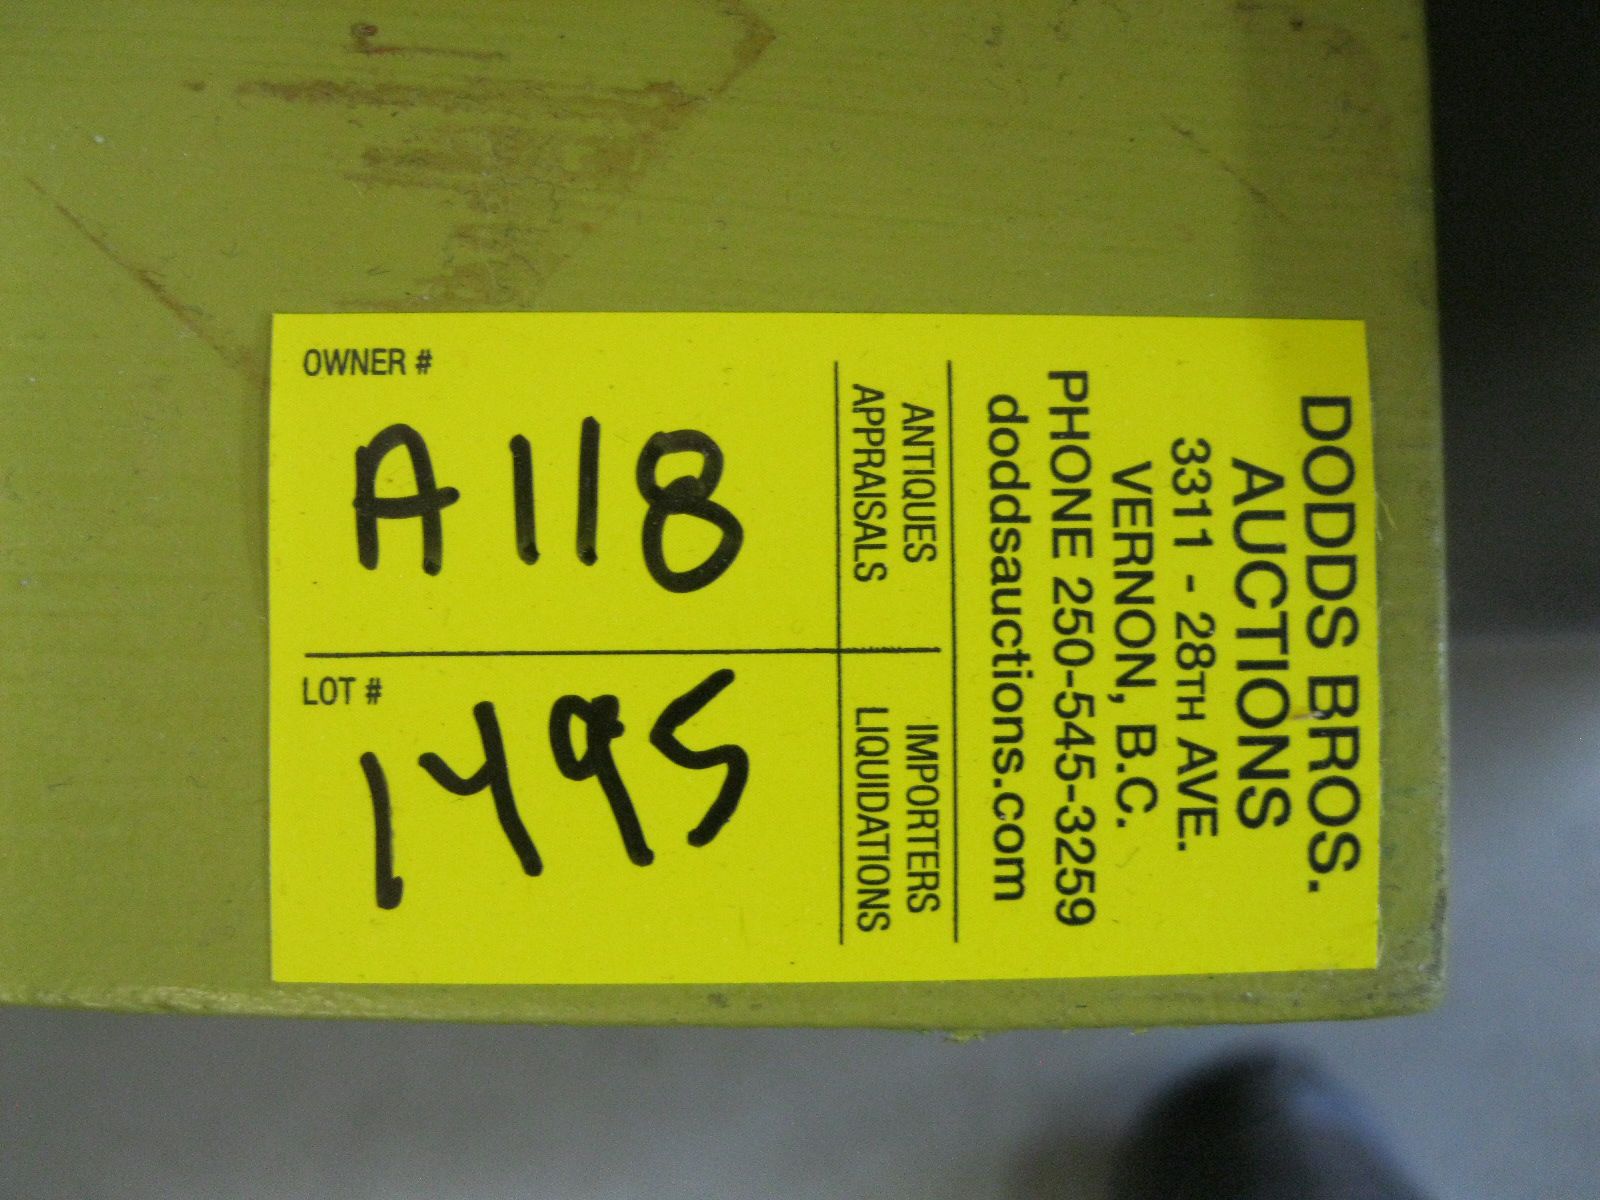 DODDS BROS.
AUCTIONS
3311 - 28TH AVE.
VERNON, B.C.
PHONE 250-545-3259
doddsauctions.com
ANTIQUES
APPRAISALS
IMPORTERS
LIQUIDATIONS
OWNER #
A118
LOT #
1495